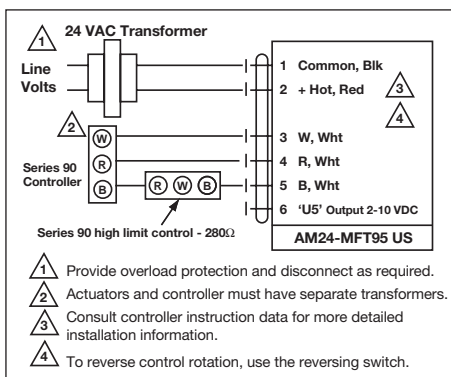 1
24 VAC Transformer
Line
Volts
1 Common, Blk
2 + Hot, Red
3
4
2
W
R
B
Series 90
Controller
R W B
3 W, Wht
4 R, Wht
5 B, Wht
6 'U5' Output 2-10 VDC
Series 90 high limit control - 280Ω
AM24-MFT95 US
1 Provide overload protection and disconnect as required.
2 Actuators and controller must have separate transformers.
3 Consult controller instruction data for more detailed
installation information.
4 To reverse control rotation, use the reversing switch.